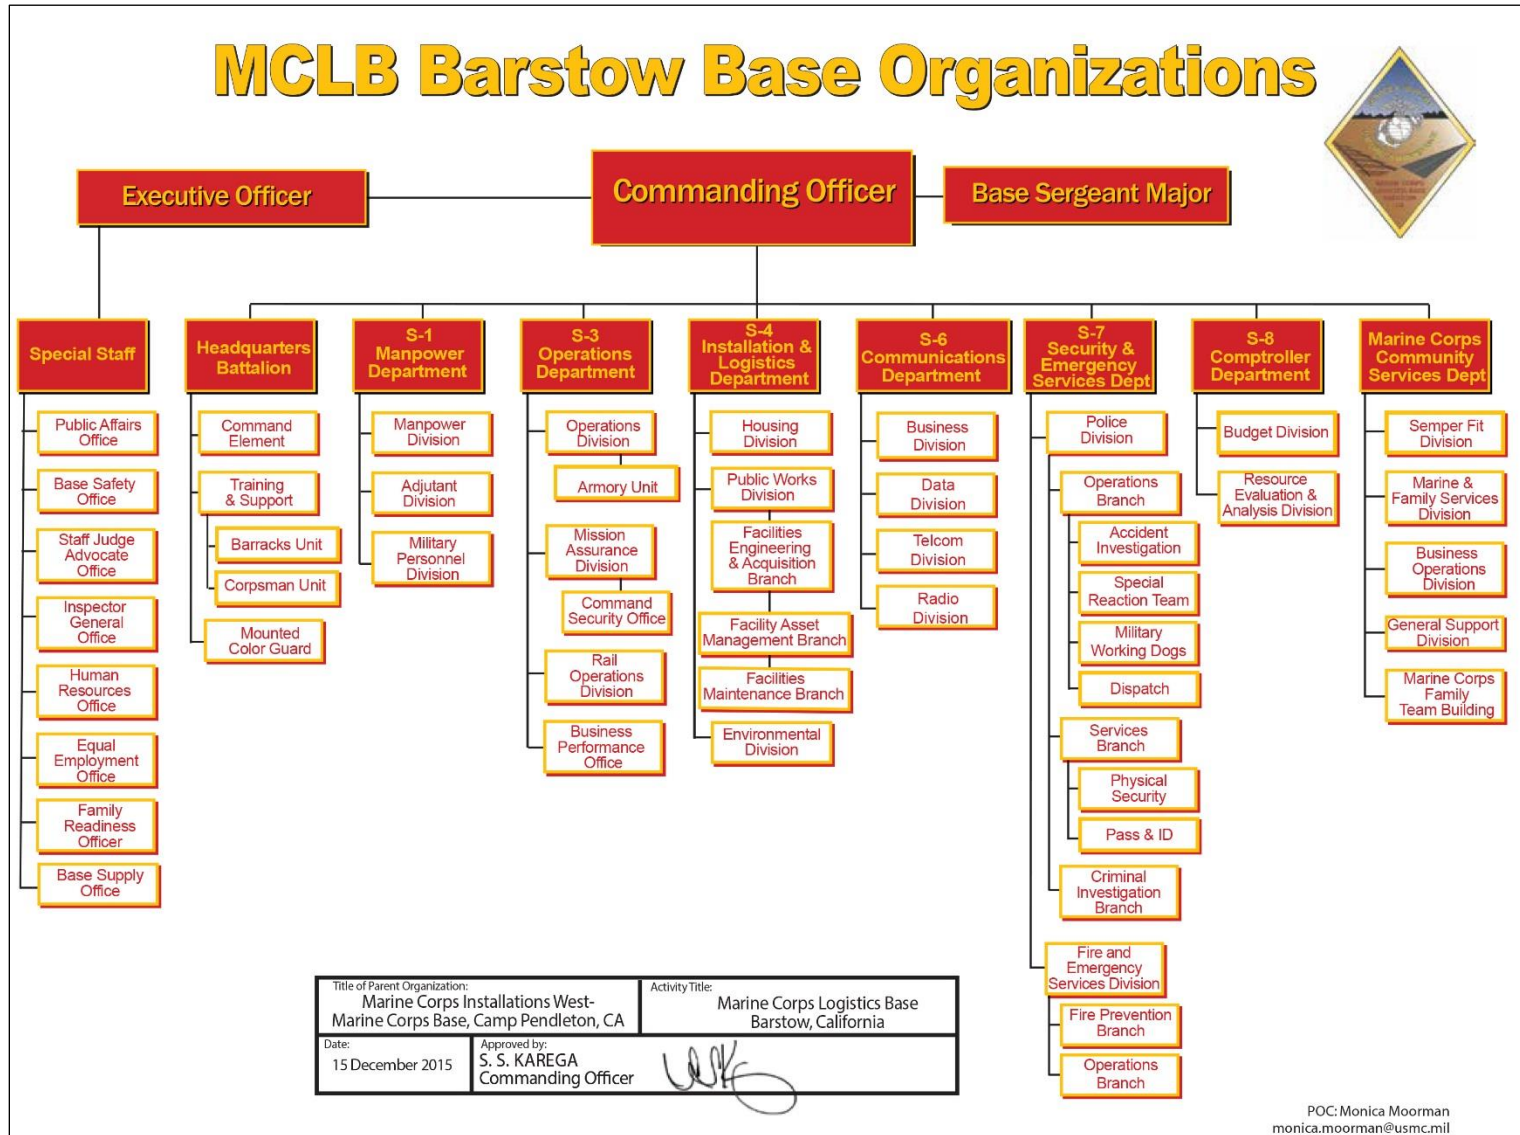 MCLB Barstow Base Organizations
Executive Officer
Commanding Officer
Base Sergeant Major
Special Staff
Public Affairs
Office
Base Safety
Office
Staff Judge
Advocate
Office
Inspector
General
Office
Human
Resources
Office
Equal
Employment
Office
Family
Readiness
Officer
Base Supply
Office
Headquarters
Battalion
Command
Element
Training
& Support
Barracks Unit
Corpsman Unit
Mounted
Color Guard
S-1
Manpower
Department
Manpower
Division
Adjutant
Division
Military
Personnel
Division
S-3
Operations
Department
Operations
Division
Armory Unit
Mission
Assurance
Division
Command
Security Office
Rail
Operations
Division
Business
Performance
Office
S-4
Installation &
Logistics
Department
Housing
Division
Public Works
Division
Facilities
Engineering
& Acquisition
Branch
Facility Asset
Management Branch
Facilities
Maintenance Branch
Environmental
Division
S-6
Communications
Department
Business
Division
Data
Division
Telcom
Division
Radio
Division
S-7
Security &
Emergency
Services Dept
Police
Division
Operations
Branch
Accident
Investigation
Special
Reaction Team
Military
Working Dogs
Dispatch
Services
Branch
Physical
Security
Pass & ID
Criminal
Investigation
Branch
Fire and
Emergency
Services Division
Fire Prevention
Branch
Operations
Branch
S-8
Comptroller
Department
Budget Division
Resource
Evaluation &
Analysis Division
Marine Corps
Community
Services Dept
Semper Fit
Division
Marine &
Family Services
Division
Business
Operations
Division
General Support
Division
Marine Corps
Family
Team Building
Title of Parent Organization:
Marine Corps Installations West-
Marine Corps Base, Camp Pendleton, CA
Activity Title:
Marine Corps Logistics Base
Barstow, California
Date:
15 December 2015
Approved by:
S. S. KAREGA
Commanding Officer
POC: Monica Moorman
monica.moorman@usmc.mil